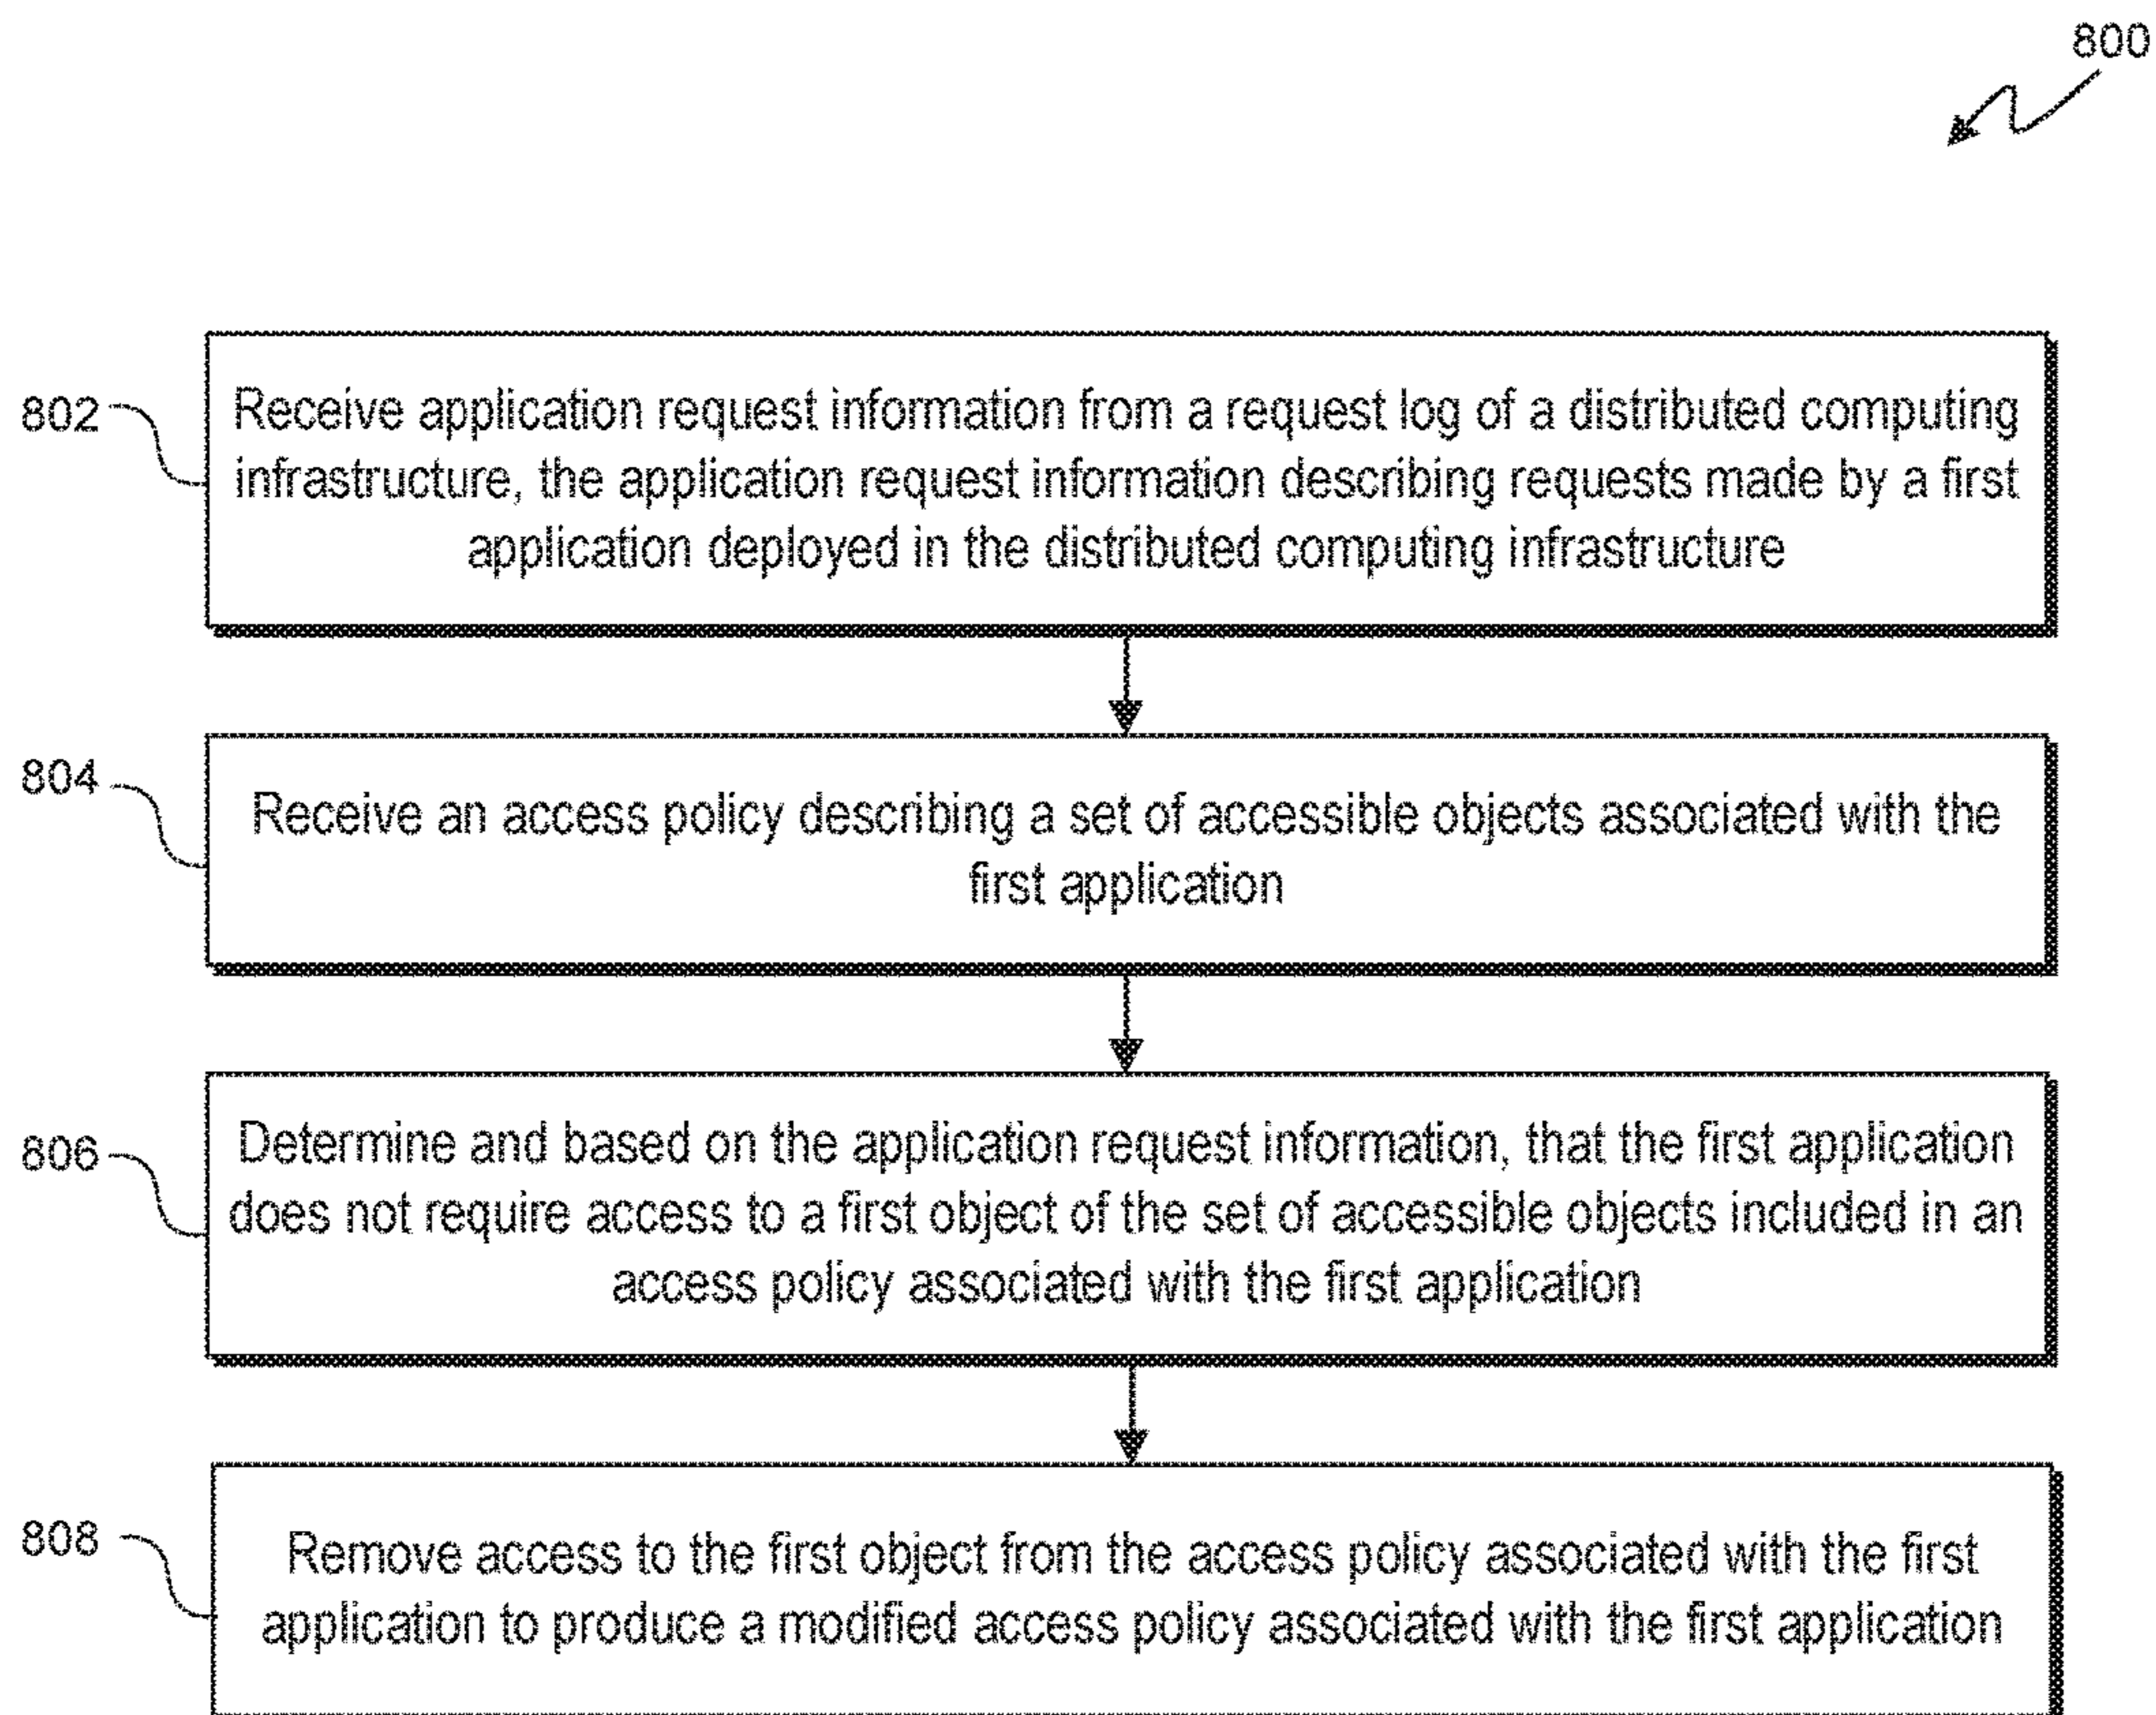 800
802
Receive application request information from a request log of a distributed computing
infrastructure, the application request information describing requests made by a first
application deployed in the distributed computing infrastructure
804
Receive an access policy describing a set of accessible objects associated with the
first application
806
Determine and based on the application request information, that the first application
does not require access to a first object of the set of accessible objects included in an
access policy associated with the first application
808
Remove access to the first object from the access policy associated with the first
application to produce a modified access policy associated with the first application